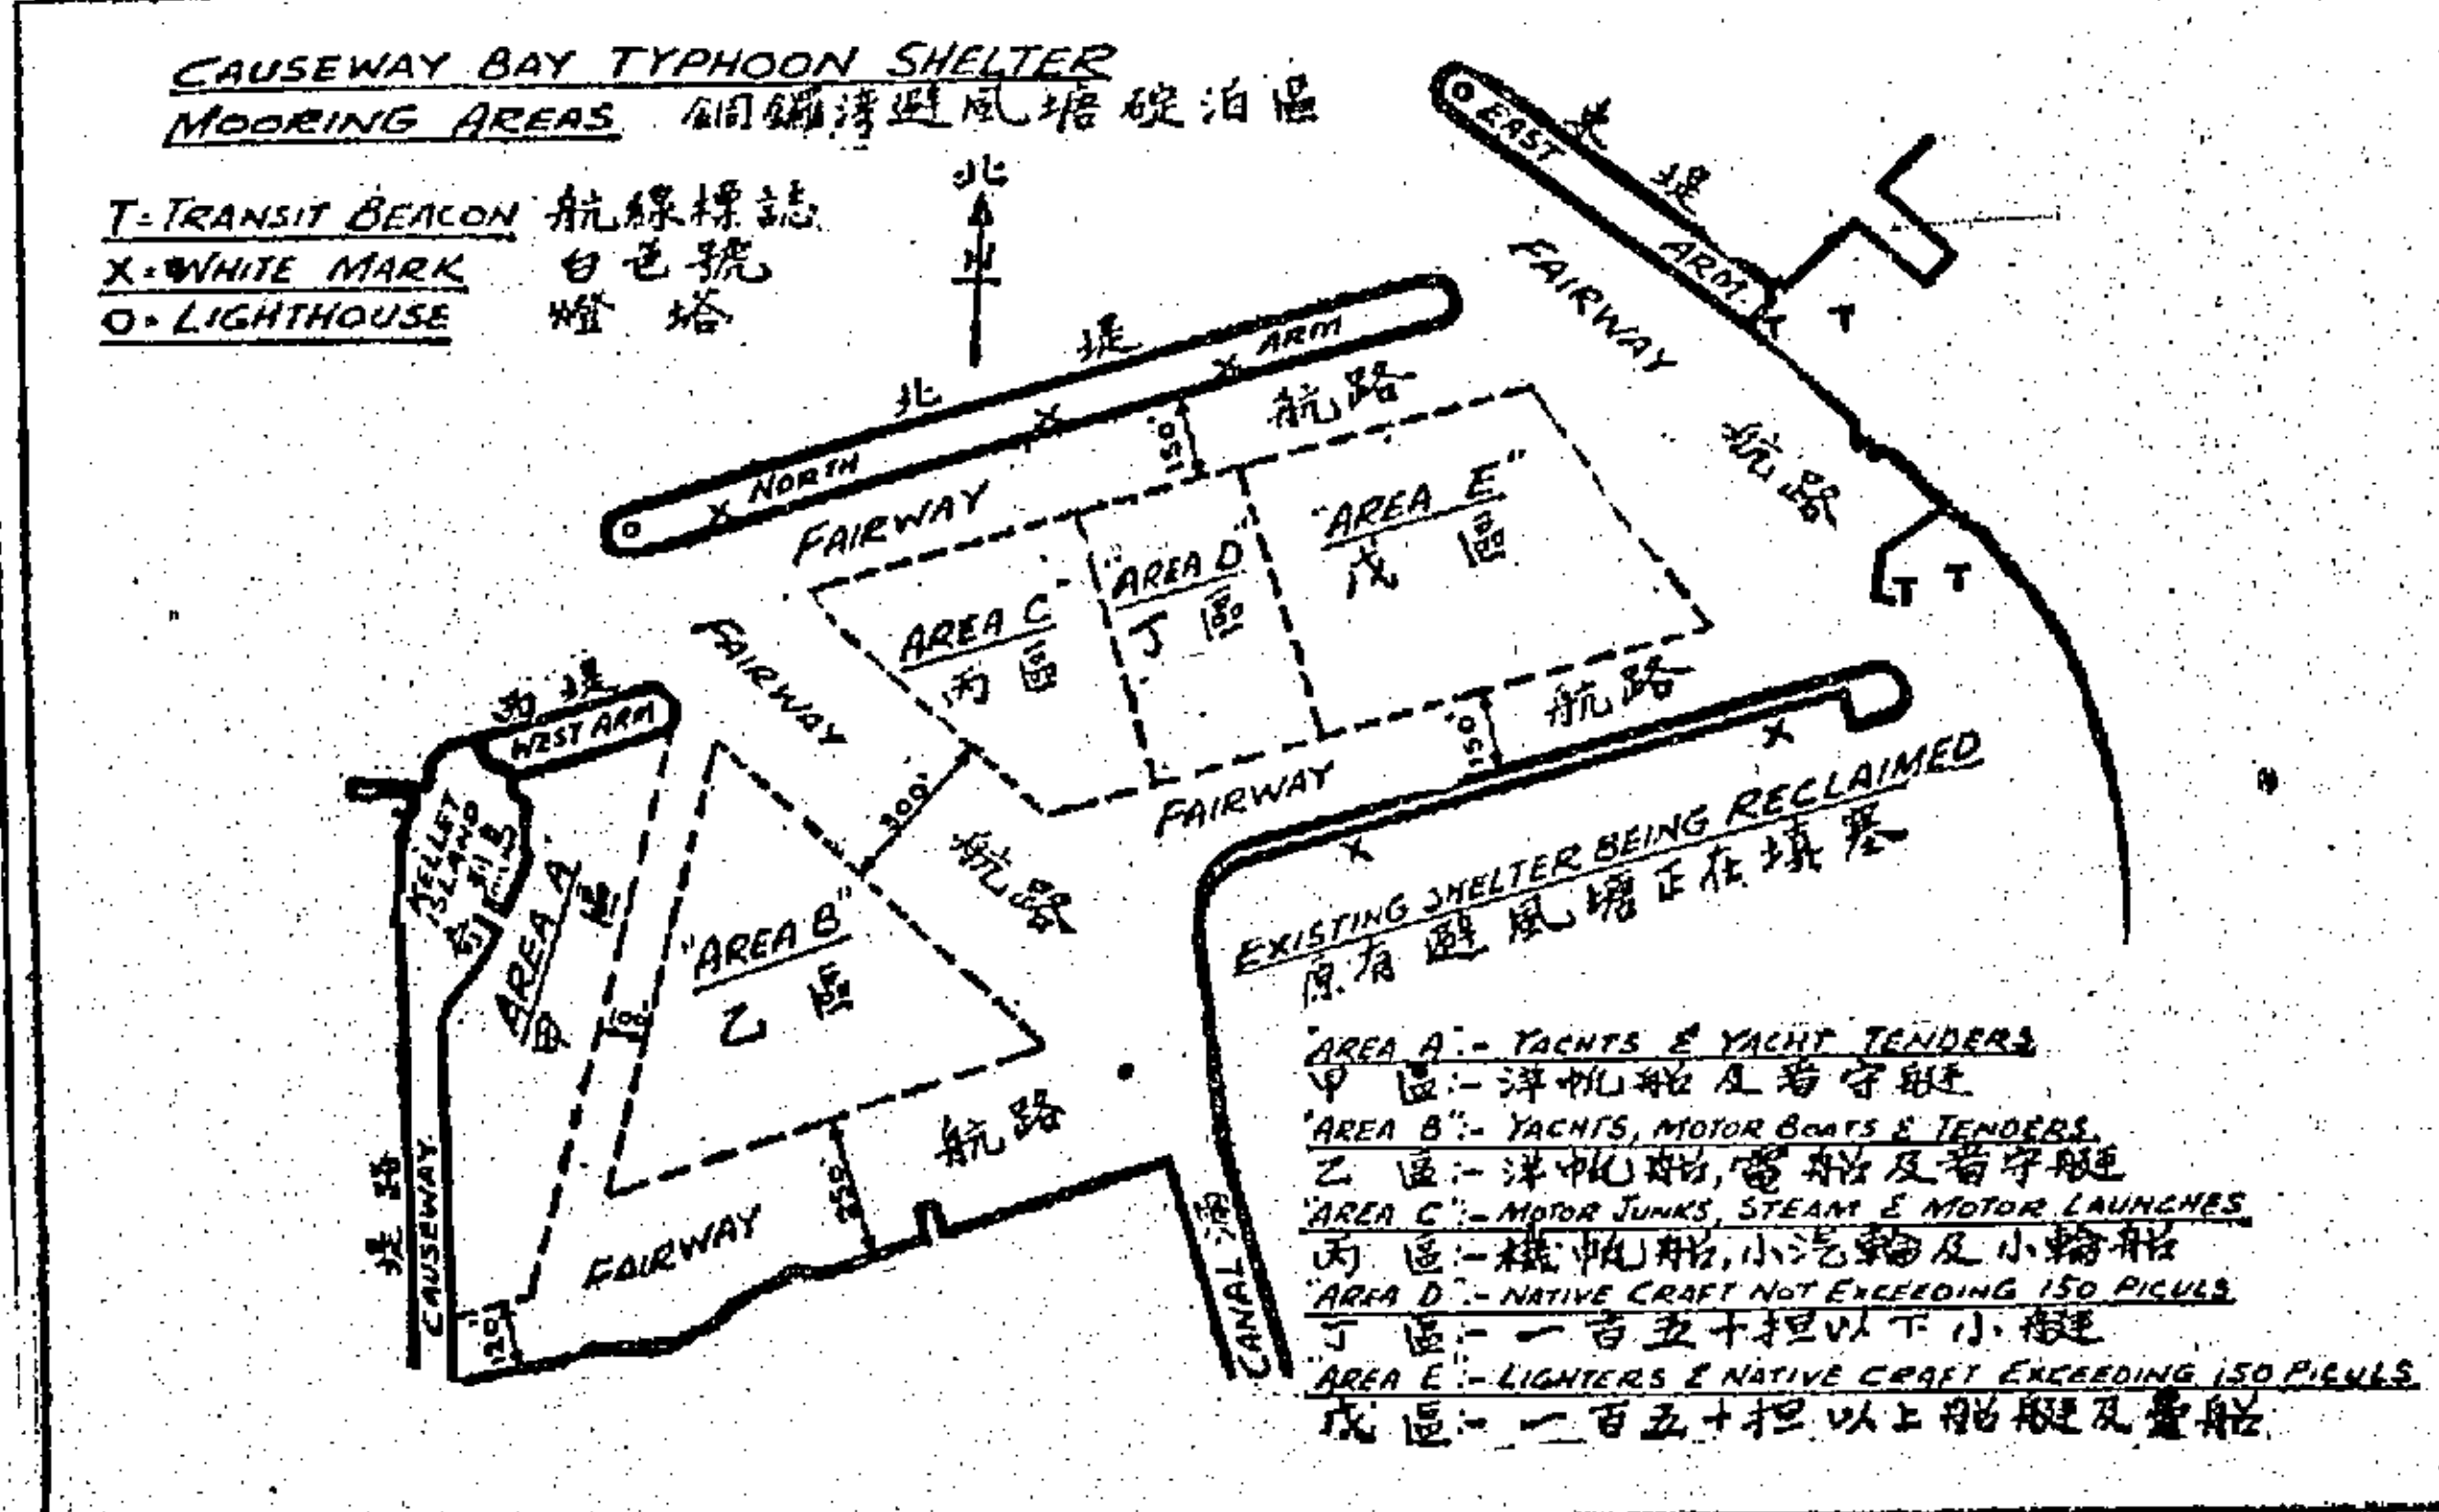 CAUSEWAY BAY TYPHOON SHELTER
MOORING AREAS 銅鑼灣避風塘碇泊區
T=TRANSIT BEACON 航線標誌
X=WHITE MARK 白色號
O=LIGHTHOUSE 燈塔
北
N
EAST ARM
東堤
FAIRWAY
航路
北堤
NORTH ARM
X
X
X
150'
航路
FAIRWAY
T
T
T
T
"AREA C"
丙區
"AREA D"
丁區
"AREA E"
戊區
FAIRWAY
航路
300'
150'
航路
FAIRWAY
X
X
EXISTING SHELTER BEING RECLAIMED
原有避風塘正在填塞
西堤
WEST ARM
KELLET ISLAND
AREA A
甲區
"AREA B"
乙區
255'
航路
FAIRWAY
120'
堤路
CAUSEWAY
CANAL
"AREA A":- YACHTS & YACHT TENDERS
甲區:- 洋帆船及看守艇
"AREA B":- YACHTS, MOTOR BOATS & TENDERS.
乙區:- 洋帆船,電船及看守艇
"AREA C":- MOTOR JUNKS, STEAM & MOTOR LAUNCHES
丙區:- 機帆船,小汽輪及小輪船
"AREA D":- NATIVE CRAFT NOT EXCEEDING 150 PICULS
丁區:- 一百五十担以下小艇
"AREA E":- LIGHTERS & NATIVE CRAFT EXCEEDING 150 PICULS
戊區:- 一百五十担以上船艇及躉船